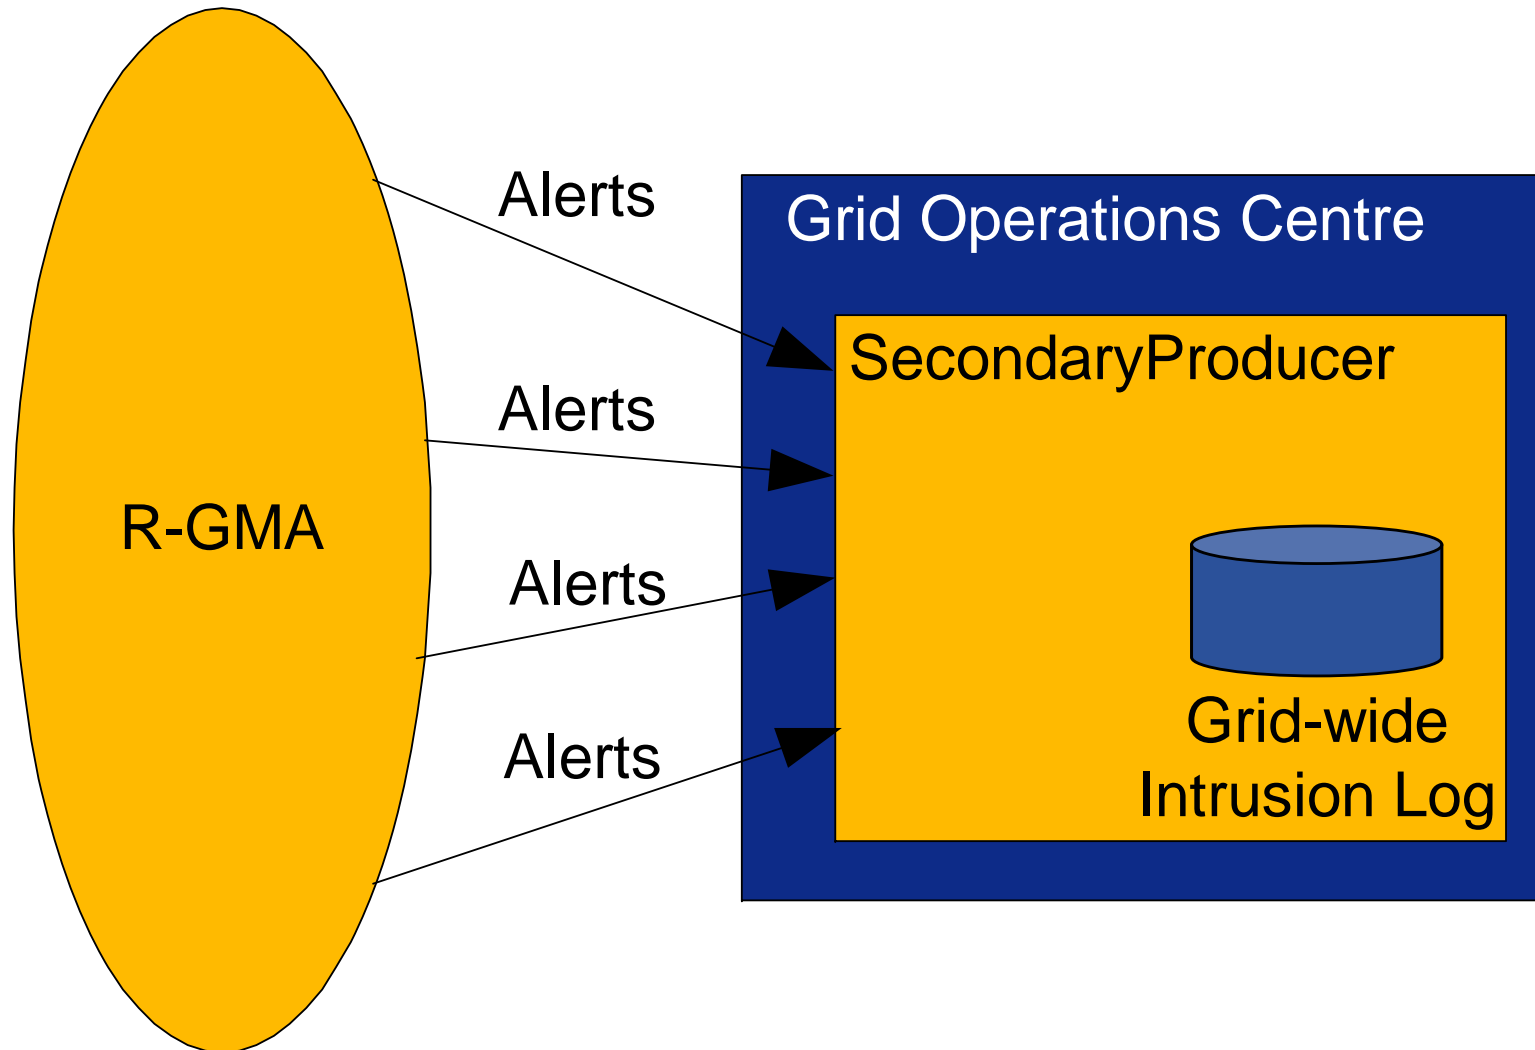 R-GMA
Alerts
Alerts
Alerts
Alerts
Grid Operations Centre
SecondaryProducer
Grid-wide
Intrusion Log